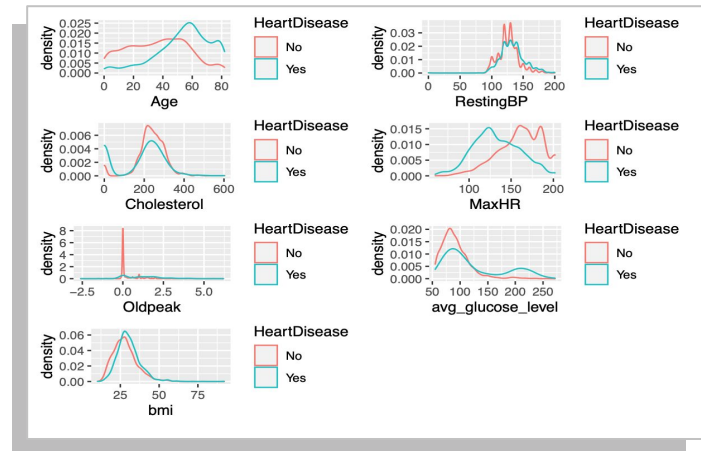 HeartDisease
No
Yes
density
0.025
0.020
0.015
0.010
0.005
0.000
0 20 40 60 80
Age
HeartDisease
No
Yes
density
0.03
0.02
0.01
0.00
0 50 100 150 200
RestingBP
HeartDisease
No
Yes
density
0.006
0.004
0.002
0.000
0 200 400 600
Cholesterol
HeartDisease
No
Yes
density
0.015
0.010
0.005
0.000
100 150 200
MaxHR
HeartDisease
No
Yes
density
8
6
4
2
0
−2.5 0.0 2.5 5.0
Oldpeak
HeartDisease
No
Yes
density
0.020
0.015
0.010
0.005
0.000
50 100 150 200 250
avg_glucose_level
HeartDisease
No
Yes
density
0.06
0.04
0.02
0.00
25 50 75
bmi